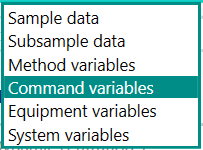 Sample data
Subsample data
Method variables
Command variables
Equipment variables
System variables